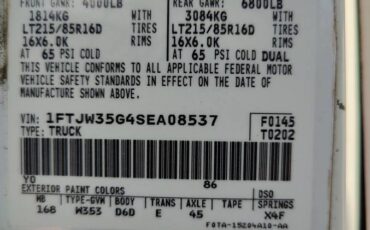 FRONT GAWR: 4000LB REAR GAWR: 6800LB
1814KG WITH 3084KG WITH
LT215/85R16D TIRES LT215/85R16D TIRES
16X6.0K RIMS 16X6.0K RIMS
AT 65 PSI COLD AT 65 PSI COLD DUAL
THIS VEHICLE CONFORMS TO ALL APPLICABLE FEDERAL MOTOR
VEHICLE SAFETY STANDARDS IN EFFECT ON THE DATE OF
MANUFACTURE SHOWN ABOVE.
VIN: 1FTJW35G4SEA08537 F0145
TYPE: TRUCK T0202
YO 86
EXTERIOR PAINT COLORS DSO
WB TYPE-GVM BODY TRANS AXLE TAPE SPRINGS
168 W353 D6D E 45 X4F
F0TA-15204A10-AA